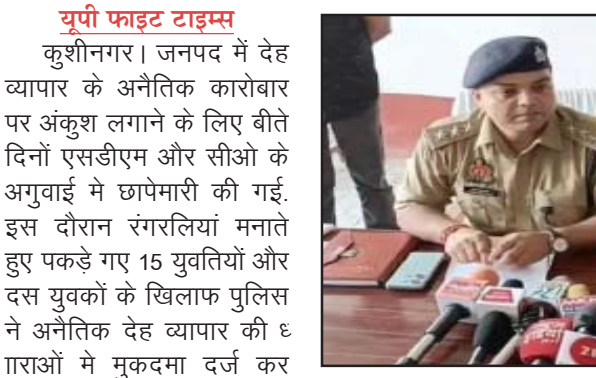 यूपी फाइट टाइम्स
कुशीनगर। जनपद में देह
व्यापार के अनैतिक कारोबार
पर अंकुश लगाने के लिए बीते
दिनों एसडीएम और सीओ के
अगुवाई मे छापेमारी की गई.
इस दौरान रंगरलियां मनाते
हुए पकड़े गए 15 युवतियों और
दस युवकों के खिलाफ पुलिस
ने अनैतिक देह व्यापार की ध
ाराओं मे मुकदमा दर्ज कर